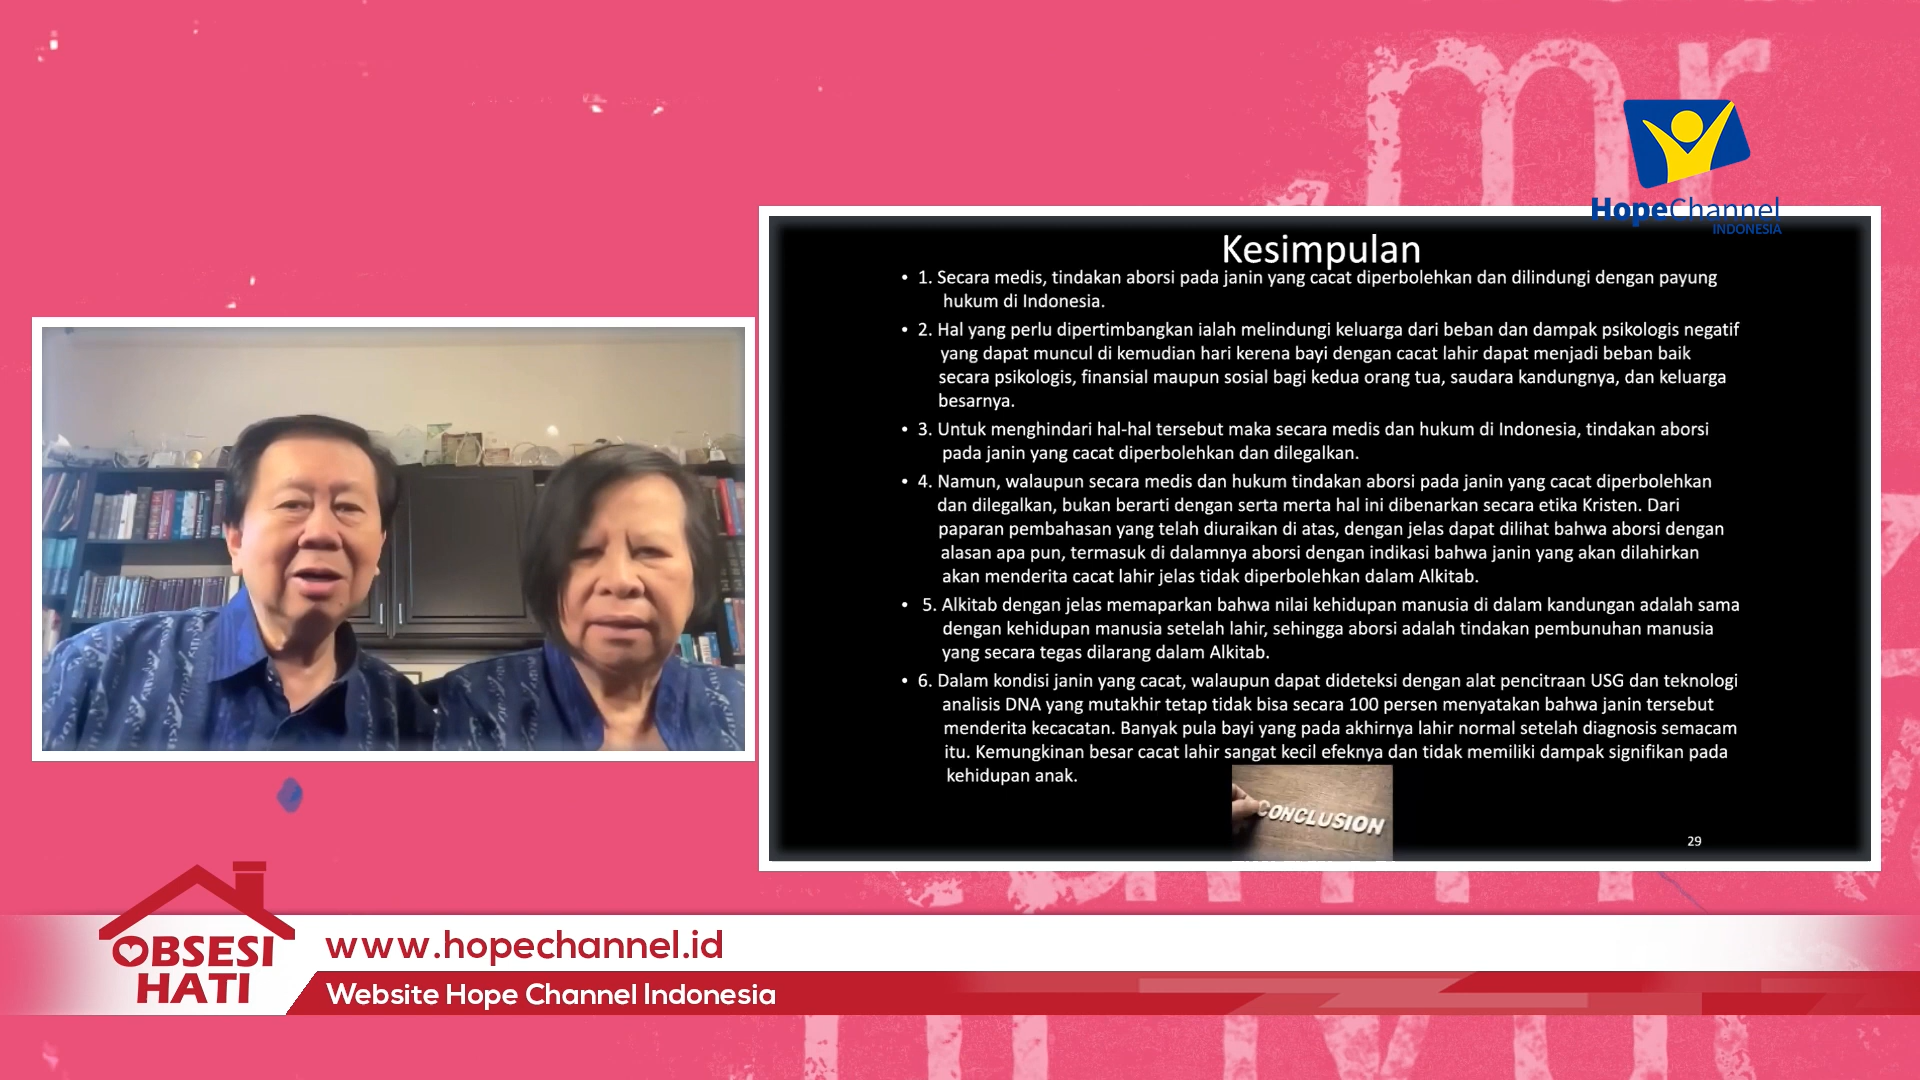 HopeChannel
INDONESIA
Kesimpulan
• 1. Secara medis, tindakan aborsi pada janin yang cacat diperbolehkan dan dilindungi dengan payung
hukum di Indonesia.
• 2. Hal yang perlu dipertimbangkan ialah melindungi keluarga dari beban dan dampak psikologis negatif
yang dapat muncul di kemudian hari kerena bayi dengan cacat lahir dapat menjadi beban baik
secara psikologis, finansial maupun sosial bagi kedua orang tua, saudara kandungnya, dan keluarga
besarnya.
• 3. Untuk menghindari hal-hal tersebut maka secara medis dan hukum di Indonesia, tindakan aborsi
pada janin yang cacat diperbolehkan dan dilegalkan.
• 4. Namun, walaupun secara medis dan hukum tindakan aborsi pada janin yang cacat diperbolehkan
dan dilegalkan, bukan berarti dengan serta merta hal ini dibenarkan secara etika Kristen. Dari
paparan pembahasan yang telah diuraikan di atas, dengan jelas dapat dilihat bahwa aborsi dengan
alasan apa pun, termasuk di dalamnya aborsi dengan indikasi bahwa janin yang akan dilahirkan
akan menderita cacat lahir jelas tidak diperbolehkan dalam Alkitab.
• 5. Alkitab dengan jelas memaparkan bahwa nilai kehidupan manusia di dalam kandungan adalah sama
dengan kehidupan manusia setelah lahir, sehingga aborsi adalah tindakan pembunuhan manusia
yang secara tegas dilarang dalam Alkitab.
• 6. Dalam kondisi janin yang cacat, walaupun dapat dideteksi dengan alat pencitraan USG dan teknologi
analisis DNA yang mutakhir tetap tidak bisa secara 100 persen menyatakan bahwa janin tersebut
menderita kecacatan. Banyak pula bayi yang pada akhirnya lahir normal setelah diagnosis semacam
itu. Kemungkinan besar cacat lahir sangat kecil efeknya dan tidak memiliki dampak signifikan pada
kehidupan anak.
CONCLUSION
29
OBSESI
HATI
www.hopechannel.id
Website Hope Channel Indonesia